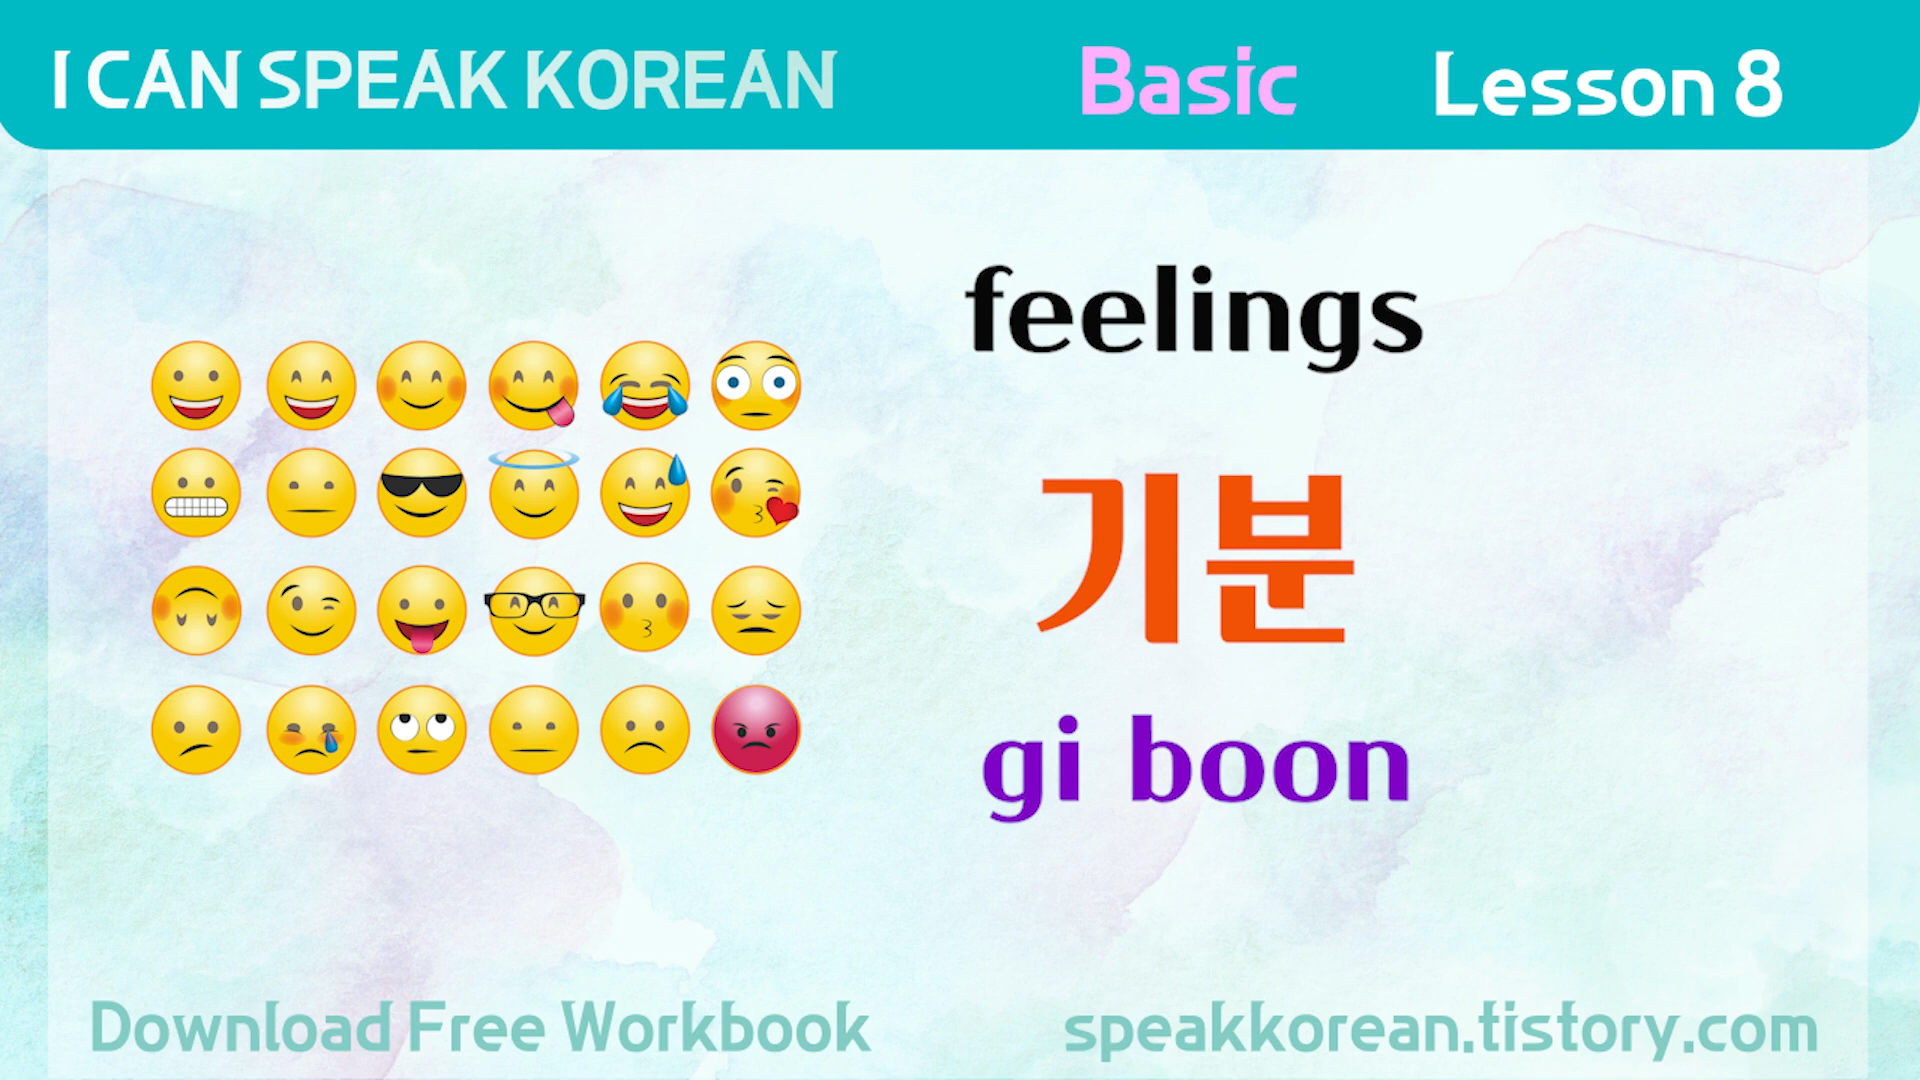 I CAN SPEAK KOREAN Basic Lesson 8
feelings
기분
gi boon
Download Free Workbook speakkorean.tistory.com